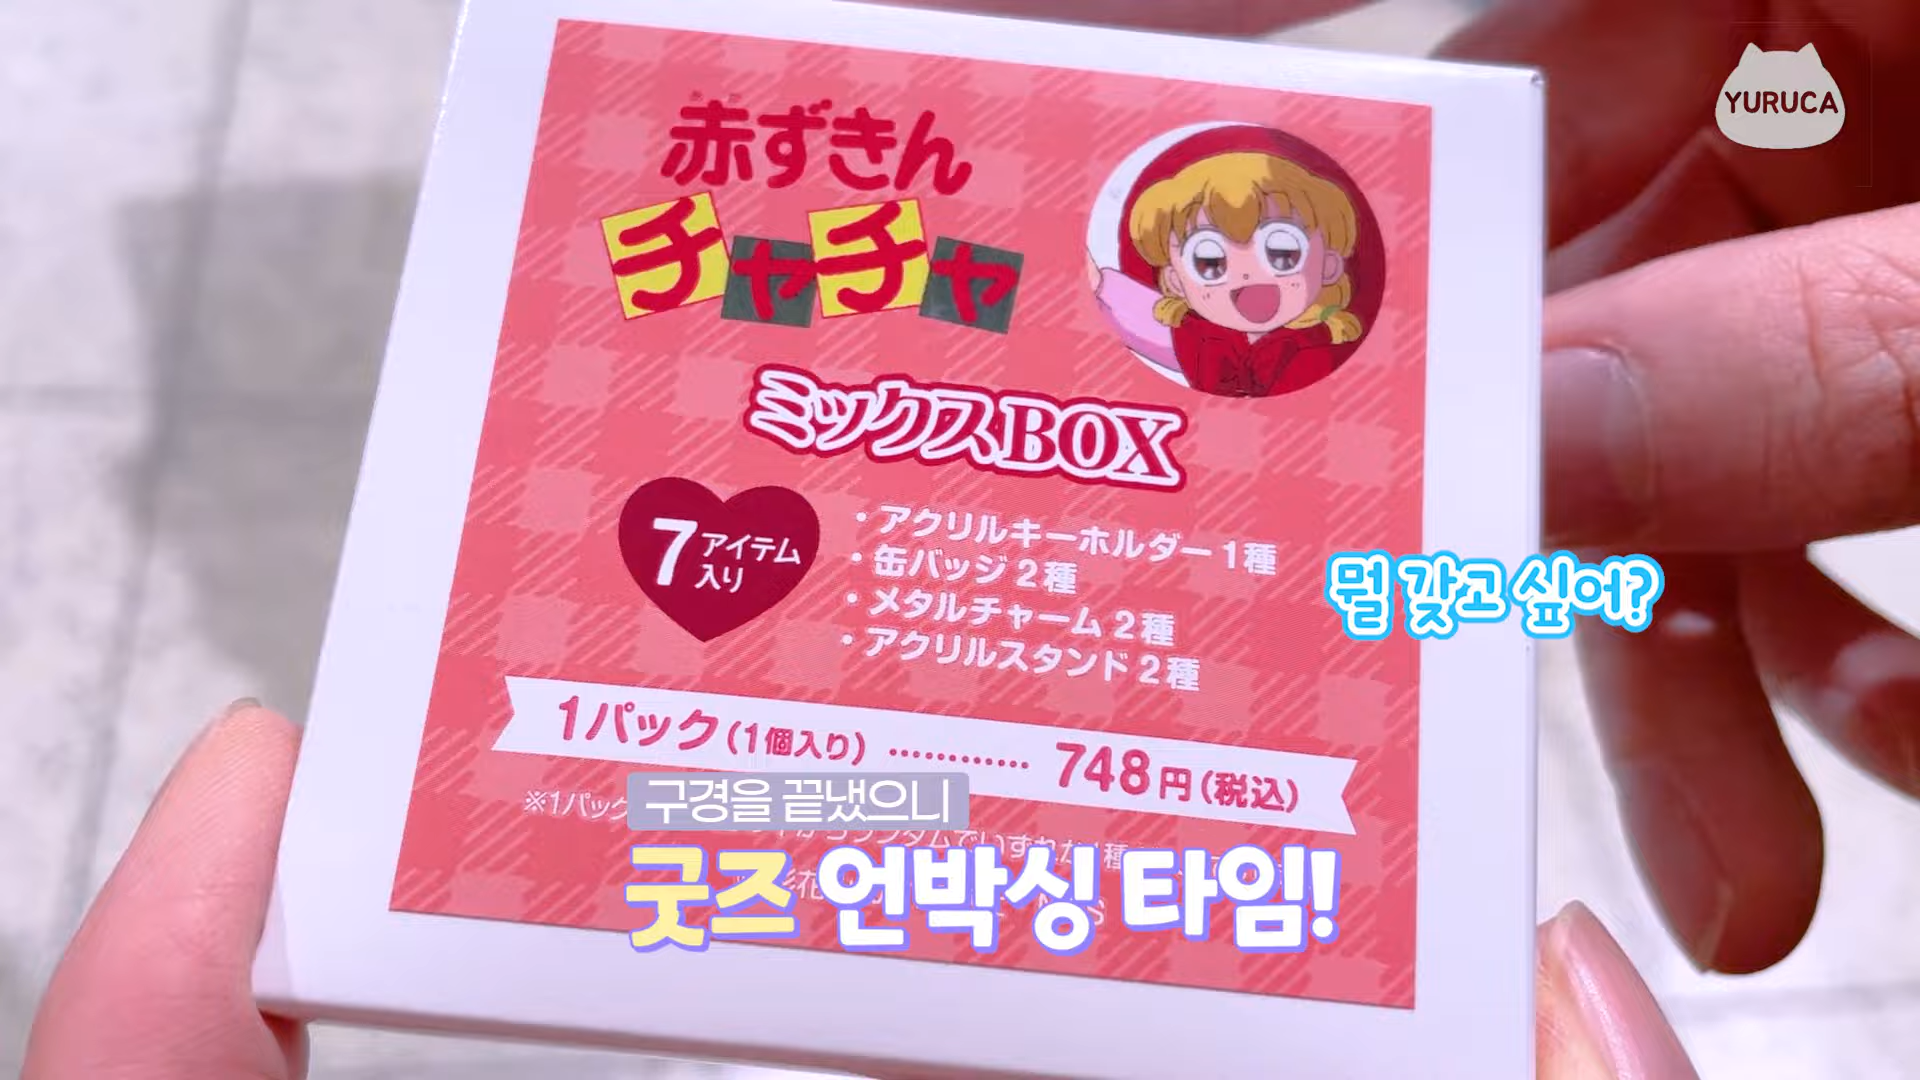 YURUCA
赤ずきん
チャチャ
ミックスBOX
7アイテム
入り
・アクリルキーホルダー1種
・缶バッジ2種
・メタルチャーム2種
・アクリルスタンド2種
뭘 갖고 싶어?
1パック(1個入り) ………… 748円(税込)
구경을 끝냈으니
※1パック
굿즈 언박싱 타임!